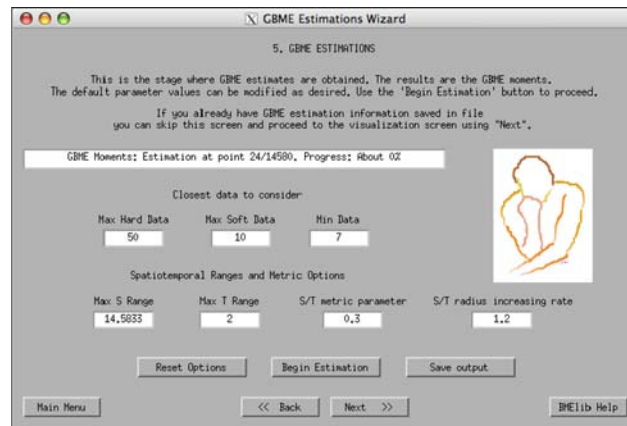 GBME Estimations Wizard
5. GBME ESTIMATIONS
This is the stage where GBME estimates are obtained. The results are the GBME moments.
The default parameter values can be modified as desired. Use the 'Begin Estimation' button to proceed.
If you already have GBME estimation information saved in file
you can skip this screen and proceed to the visualization screen using "Next".
GBME Moments: Estimation at point 24/14580. Progress: About 0%
Closest data to consider
Max Hard Data Max Soft Data Min Data
50 10 7
Spatiotemporal Ranges and Metric Options
Max S Range Max T Range S/T metric parameter S/T radius increasing rate
14.5833 2 0.3 1.2
Reset Options Begin Estimation Save output
Main Menu << Back Next >> BMElib Help